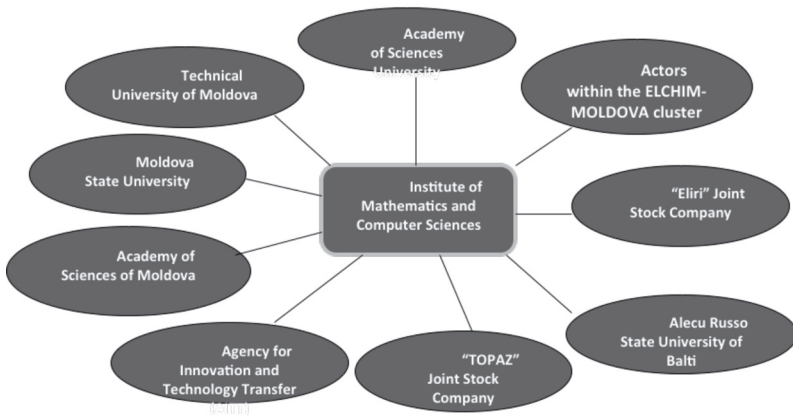 Academy
of Sciences
University
Technical
University of Moldova
Actors
within the ELCHIM-
MOLDOVA cluster
Moldova
State University
Institute of
Mathematics and
Computer Sciences
"Eliri" Joint
Stock Company
Academy of
Sciences of Moldova
Alecu Russo
State University of
Balti
Agency for
Innovation and
Technology Transfer
"TOPAZ"
Joint Stock
Company